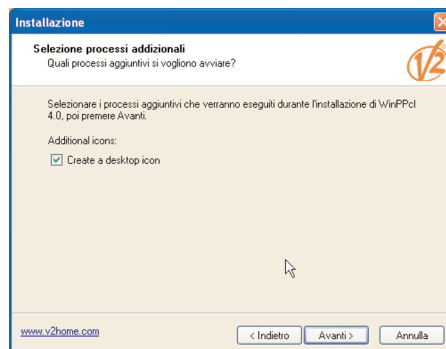 Installazione
Selezione processi addizionali
Quali processi aggiuntivi si vogliono avviare?
V2
Selezionare i processi aggiuntivi che verranno eseguiti durante l'installazione di WinPPcl
4.0, poi premere Avanti.
Additional icons:
Create a desktop icon
www.v2home.com
< Indietro
Avanti >
Annulla